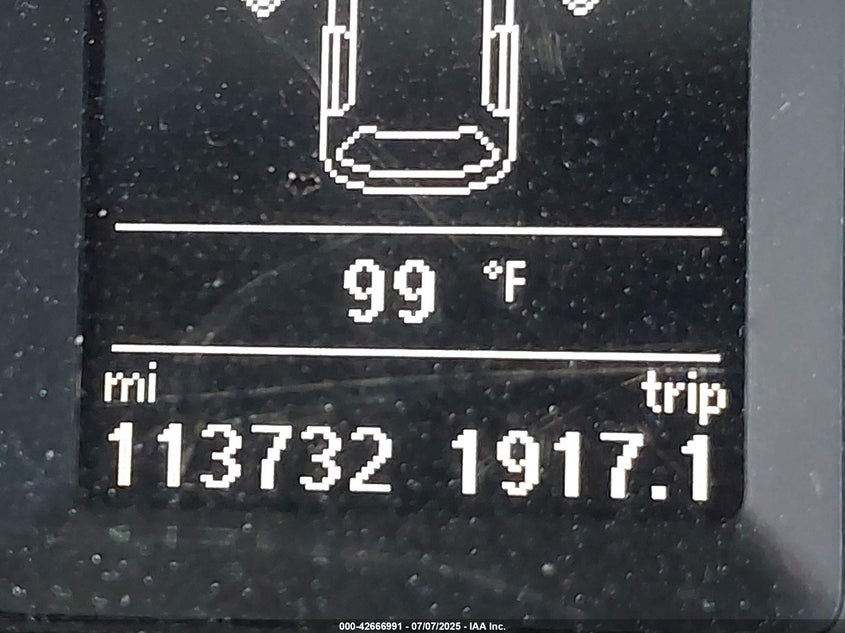 99 °F
mi trip
113732 1917.1
000-42666991 - 07/07/2025 - IAA Inc.